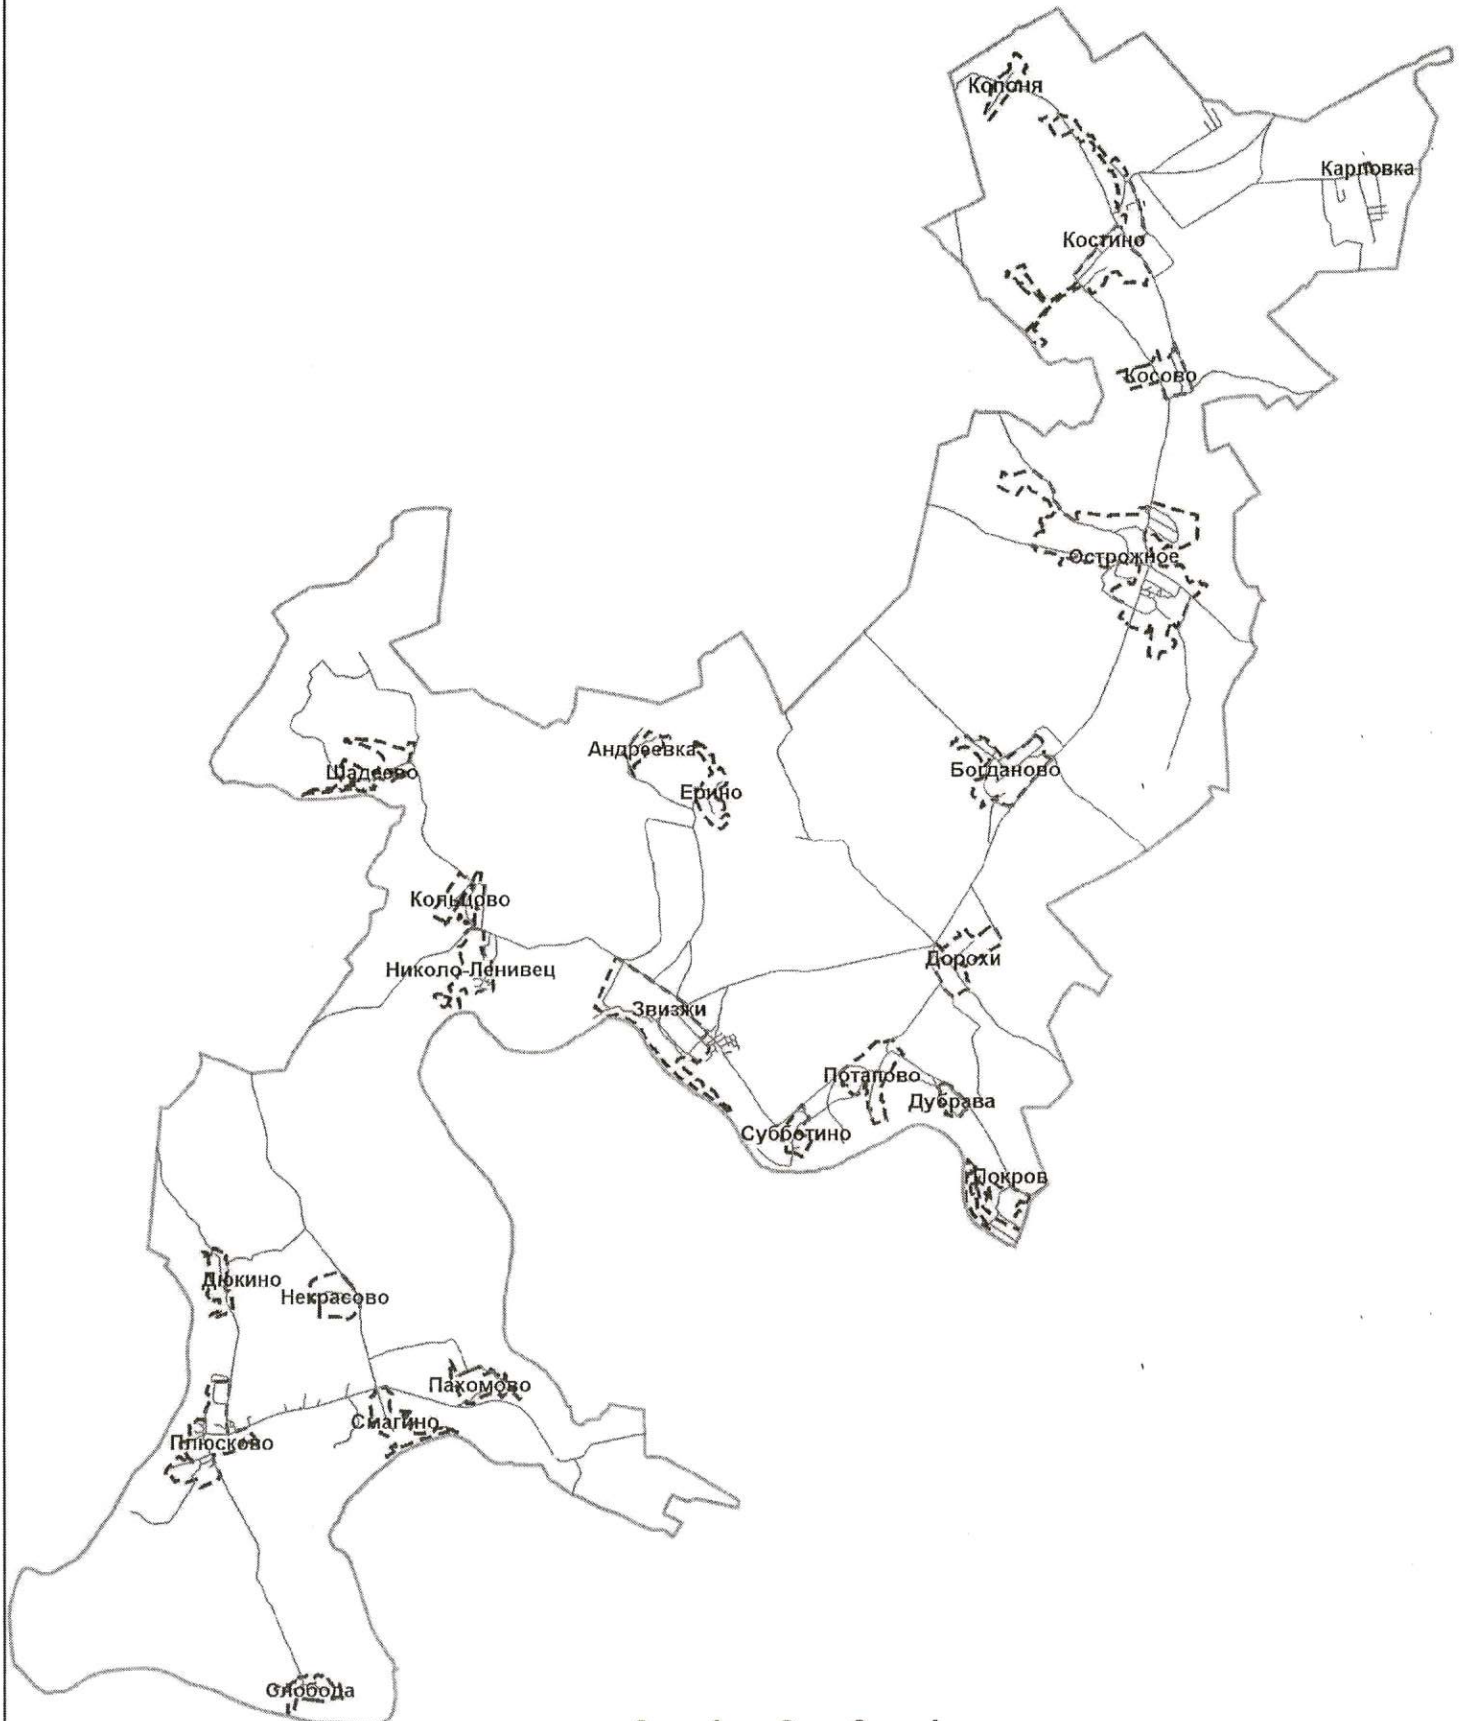 Копоня
Карловка
Костино
Косово
Острожное
Андреевка
Богданово
Шадеево
Ерино
Кольцово
Дорохи
Николо-Ленивец
Звизжи
Потапово
Дубрава
Субботино
Покров
Дюкино
Некрасово
Пахомово
Смагино
Плюсково
Слобода